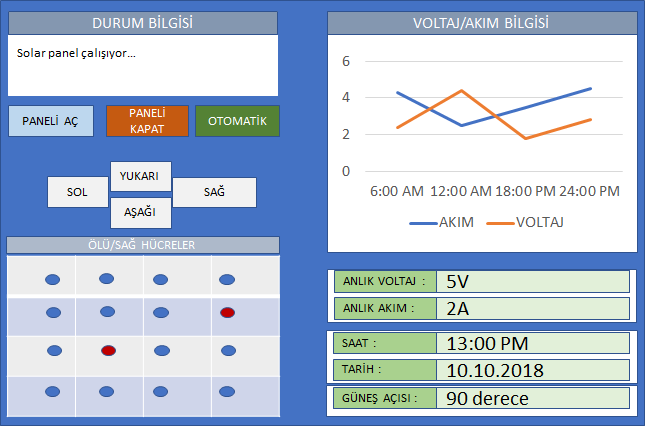 DURUM BİLGİSİ
Solar panel çalışıyor...
PANELİ AÇ
PANELİ
KAPAT
OTOMATİK
SOL
YUKARI
AŞAĞI
SAĞ
ÖLÜ/SAĞ HÜCRELER
VOLTAJ/AKIM BİLGİSİ
6
4
2
0
6:00 AM 12:00 AM 18:00 PM 24:00 PM
AKIM VOLTAJ
ANLIK VOLTAJ : 5V
ANLIK AKIM : 2A
SAAT : 13:00 PM
TARİH : 10.10.2018
GÜNEŞ AÇISI : 90 derece